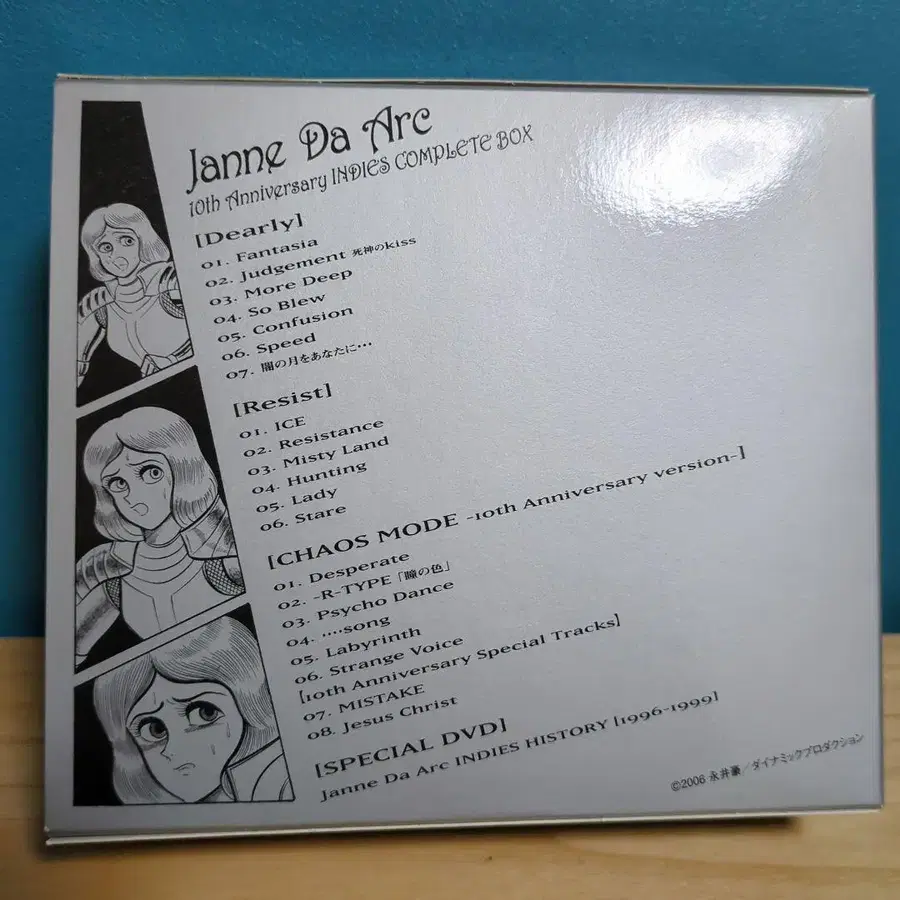 Janne Da Arc
10th Anniversary INDIES COMPLETE BOX
[Dearly]
01. Fantasia
02. Judgement 死神のkiss
03. More Deep
04. So Blew
05. Confusion
06. Speed
07. 闇の月をあなたに…
[Resist]
01. ICE
02. Resistance
03. Misty Land
04. Hunting
05. Lady
06. Stare
[CHAOS MODE -10th Anniversary version-]
01. Desperate
02. -R-TYPE「瞳の色」
03. Psycho Dance
04. ····song
05. Labyrinth
06. Strange Voice
[10th Anniversary Special Tracks]
07. MISTAKE
08. Jesus Christ
[SPECIAL DVD]
Janne Da Arc INDIES HISTORY [1996-1999]
©2006 永井豪／ダイナミックプロダクション